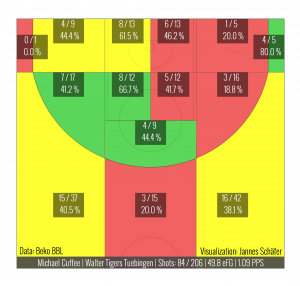 4 / 9
44.4 %
8 / 13
61.5 %
6 / 13
46.2 %
1 / 5
20.0 %
0 / 1
0.0 %
4 / 5
80.0 %
7 / 17
41.2 %
8 / 12
66.7 %
5 / 12
41.7 %
3 / 16
18.8 %
4 / 9
44.4 %
15 / 37
40.5 %
3 / 15
20.0 %
16 / 42
38.1 %
Data: Beko BBL
Visualization: Jannes Schäfer
Michael Cuffee | Walter Tigers Tuebingen | Shots: 84 / 206 | 49.8 eFG | 1.09 PPS